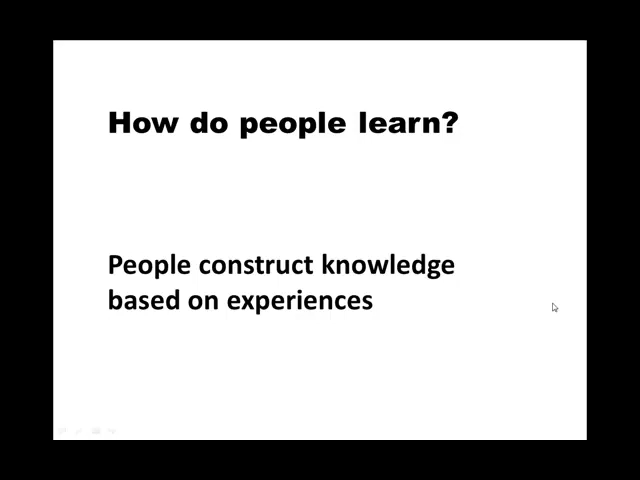 How do people learn?
People construct knowledge
based on experiences